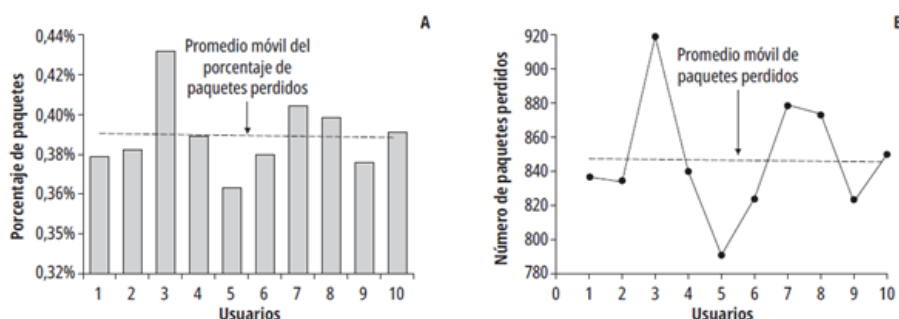 A
0,44%
0,42%
0,40%
0,38%
0,36%
0,35%
0,32%
Porcentaje de paquetes
Promedio móvil del
porcentaje de
paquetes perdidos
1 2 3 4 5 6 7 8 9 10
Usuarios
B
920
900
880
860
840
820
800
780
Número de paquetes perdidos
Promedio móvil de
paquetes perdidos
0 1 2 3 4 5 6 7 8 9 10
Usuarios